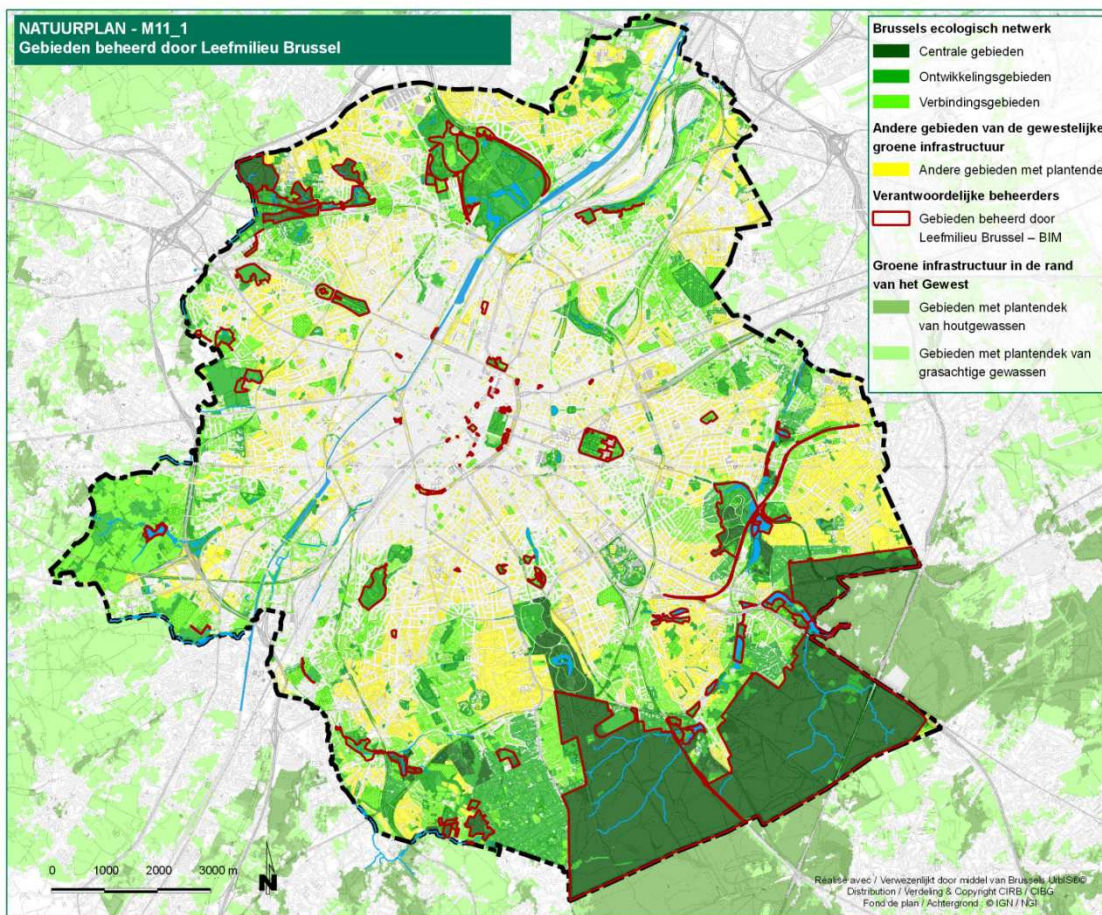 NATUURPLAN - M11_1
Gebieden beheerd door Leefmilieu Brussel
Brussels ecologisch netwerk
Centrale gebieden
Ontwikkelingsgebieden
Verbindingsgebieden
Andere gebieden van de gewestelijke
groene infrastructuur
Andere gebieden met plantende
Verantwoordelijke beheerders
Gebieden beheerd door
Leefmilieu Brussel – BIM
Groene infrastructuur in de rand
van het Gewest
Gebieden met plantendek
van houtgewassen
Gebieden met plantendek van
grasachtige gewassen
0 1000 2000 3000 m
N
Réalisé avec / Verwezenlijkt door middel van Brussels UrbIS®©
Distribution / Verdeling & Copyright CIRB / CIBG
Fond de plan / Achtergrond : © IGN / NGI